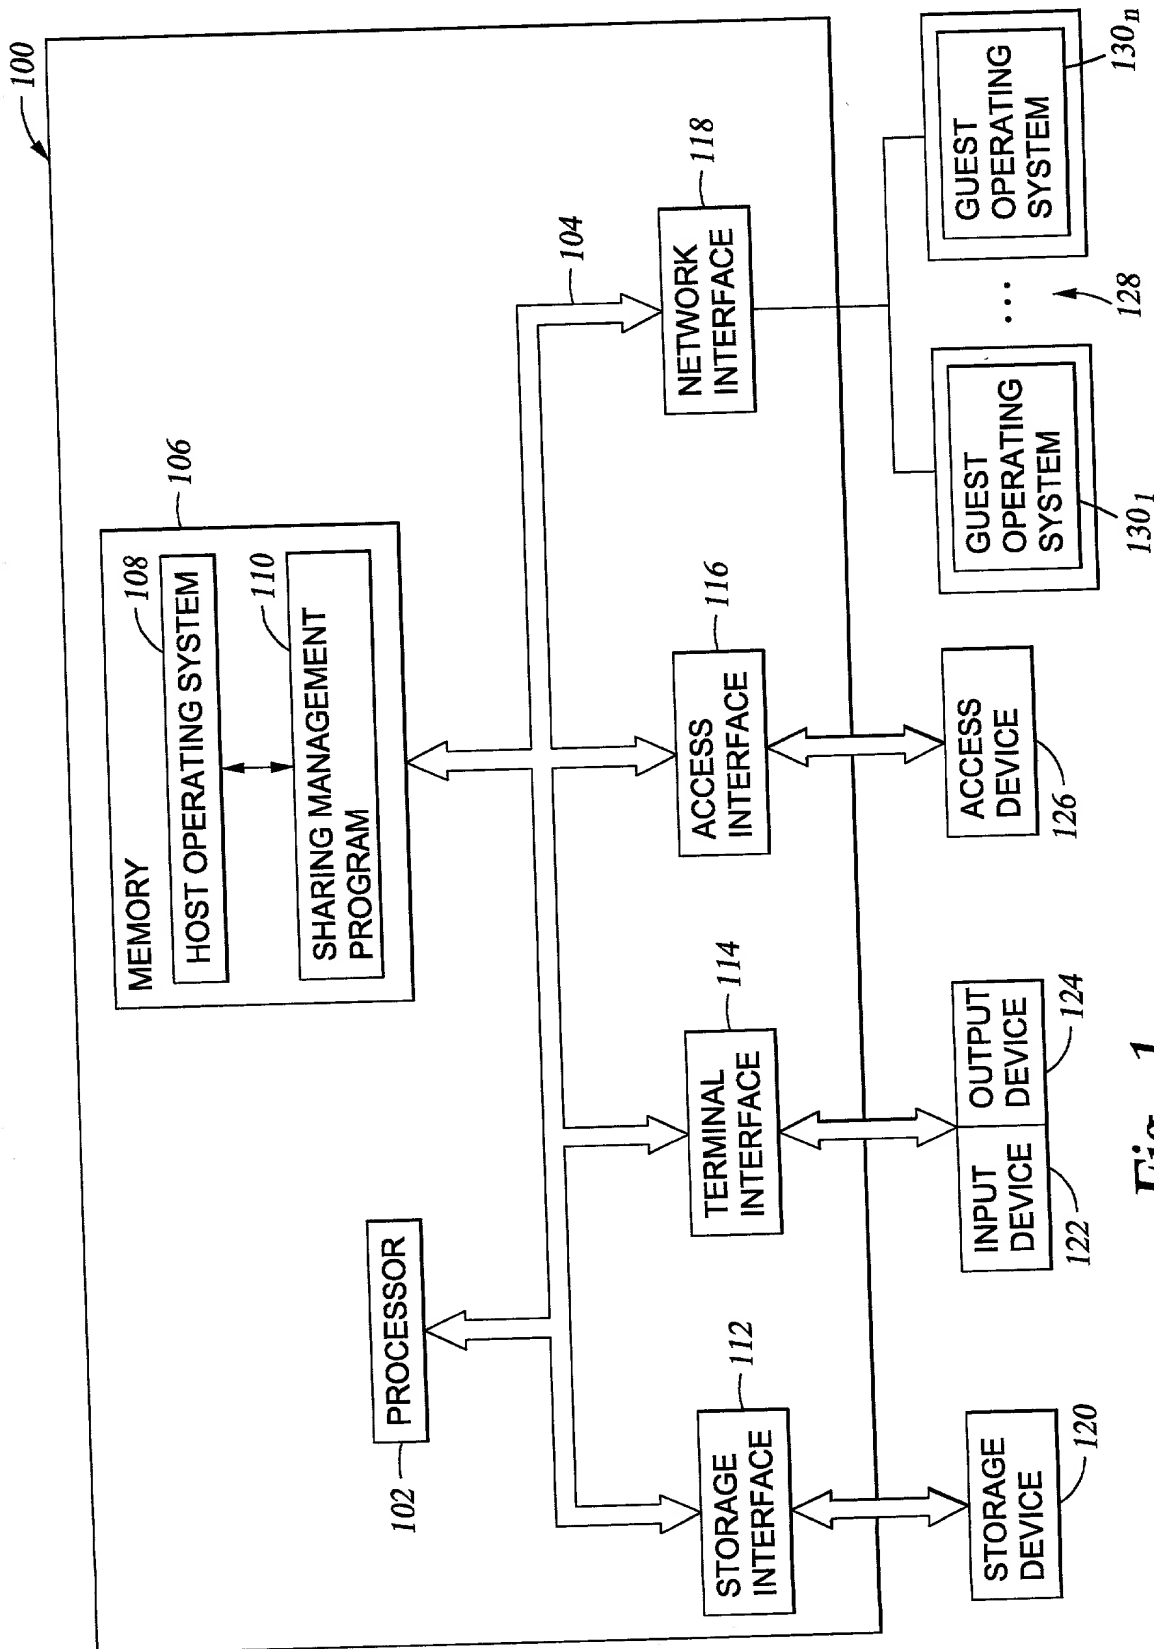 100
MEMORY
HOST OPERATING SYSTEM
108
SHARING MANAGEMENT
PROGRAM
110
106
PROCESSOR
102
104
STORAGE
INTERFACE
112
TERMINAL
INTERFACE
114
ACCESS
INTERFACE
116
NETWORK
INTERFACE
118
STORAGE
DEVICE
120
INPUT
DEVICE
122
OUTPUT
DEVICE
124
ACCESS
DEVICE
126
GUEST
OPERATING
SYSTEM
130₁
...
128
GUEST
OPERATING
SYSTEM
130ₙ
Fig. 1